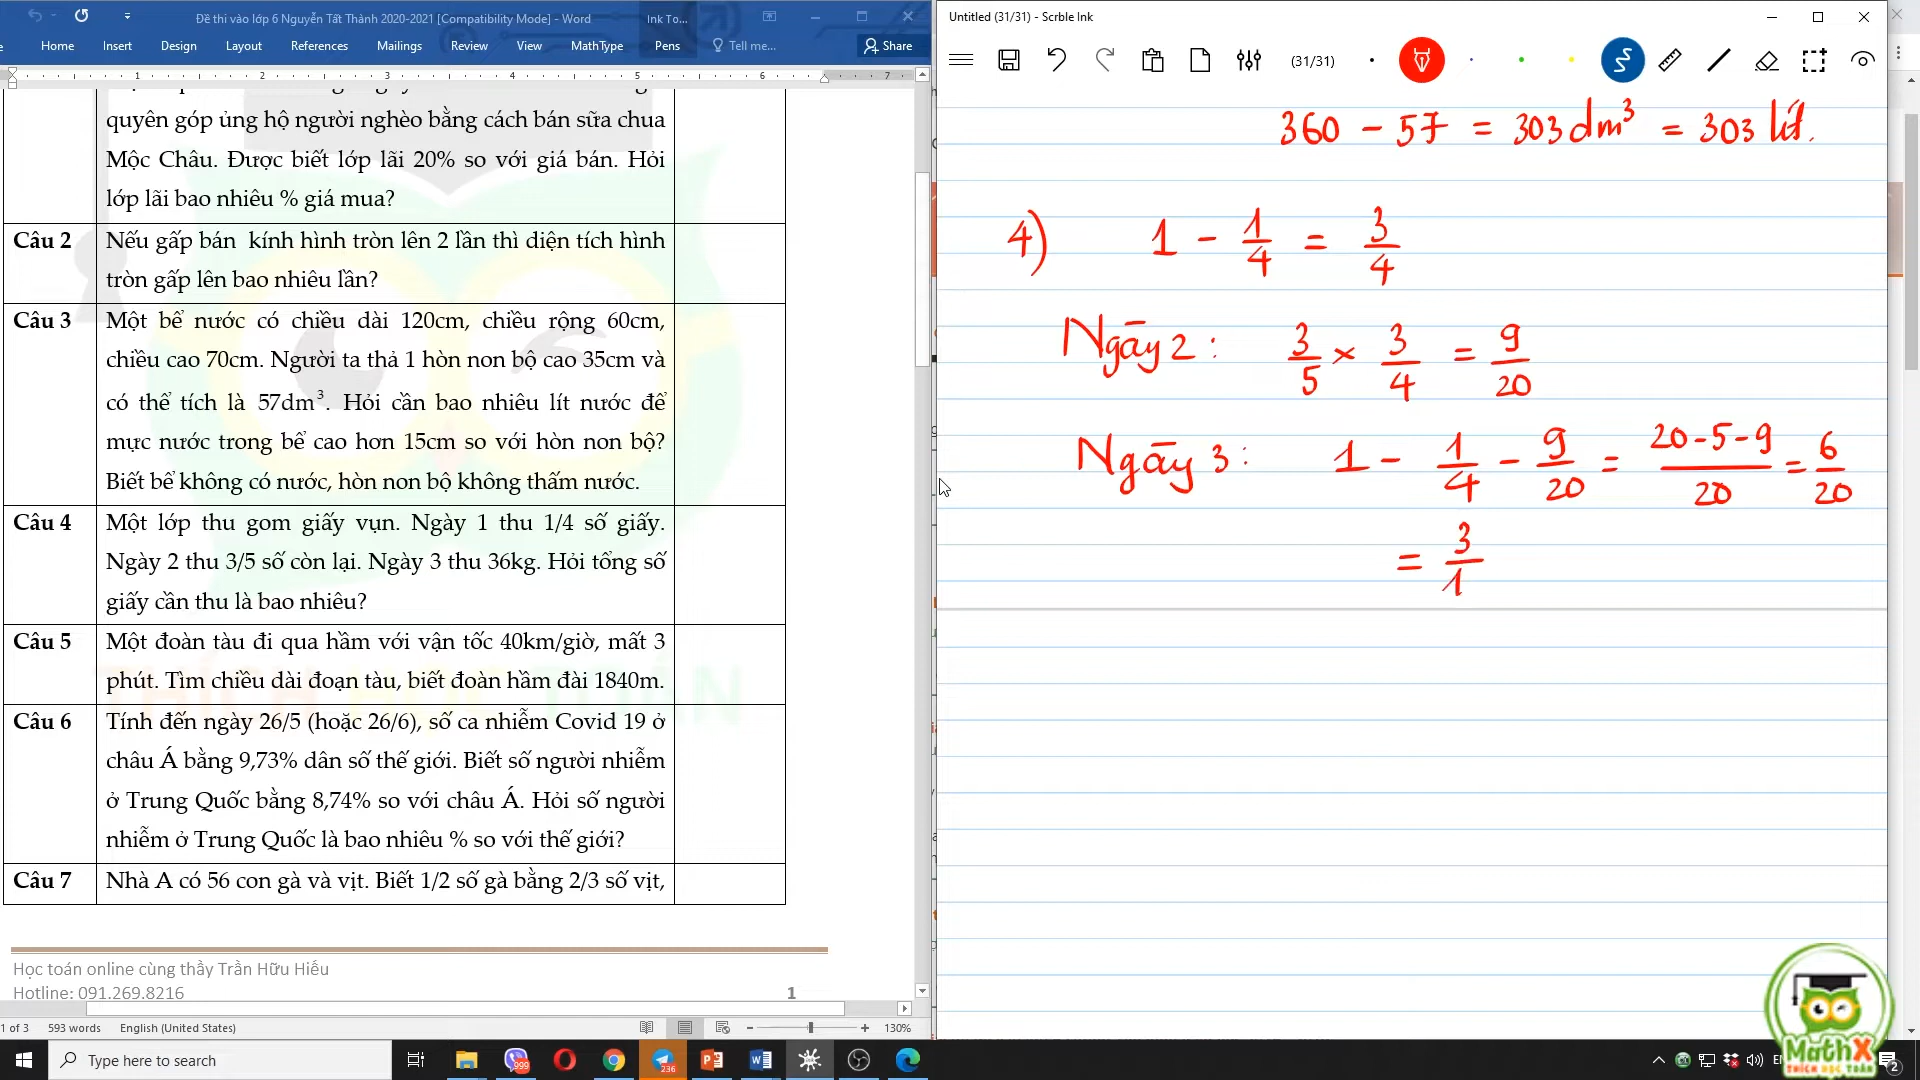 Đề thi vào lớp 6 Nguyễn Tất Thành 2020-2021 [Compatibility Mode] - Word
Ink To...
Home Insert Design Layout References Mailings Review View MathType Pens Tell me... Share
1 2 3 4 5 6 7
quyên góp ủng hộ người nghèo bằng cách bán sữa chua
Mộc Châu. Được biết lớp lãi 20% so với giá bán. Hỏi
lớp lãi bao nhiêu % giá mua?
Câu 2 Nếu gấp bán kính hình tròn lên 2 lần thì diện tích hình
tròn gấp lên bao nhiêu lần?
Câu 3 Một bể nước có chiều dài 120cm, chiều rộng 60cm,
chiều cao 70cm. Người ta thả 1 hòn non bộ cao 35cm và
có thể tích là 57dm³. Hỏi cần bao nhiêu lít nước để
mực nước trong bể cao hơn 15cm so với hòn non bộ?
Biết bể không có nước, hòn non bộ không thấm nước.
Câu 4 Một lớp thu gom giấy vụn. Ngày 1 thu 1/4 số giấy.
Ngày 2 thu 3/5 số còn lại. Ngày 3 thu 36kg. Hỏi tổng số
giấy cần thu là bao nhiêu?
Câu 5 Một đoàn tàu đi qua hầm với vận tốc 40km/giờ, mất 3
phút. Tìm chiều dài đoạn tàu, biết đoàn hầm đài 1840m.
Câu 6 Tính đến ngày 26/5 (hoặc 26/6), số ca nhiễm Covid 19 ở
châu Á bằng 9,73% dân số thế giới. Biết số người nhiễm
ở Trung Quốc bằng 8,74% so với châu Á. Hỏi số người
nhiễm ở Trung Quốc là bao nhiêu % so với thế giới?
Câu 7 Nhà A có 56 con gà và vịt. Biết 1/2 số gà bằng 2/3 số vịt,
Học toán online cùng thầy Trần Hữu Hiếu
Hotline: 091.269.8216
1
1 of 3 593 words English (United States) 130%
Type here to search
Untitled (31/31) - Scrble Ink
(31/31)
360 - 57 = 303 dm³ = 303 lít.
4) 1 - 1/4 = 3/4
Ngày 2 : 3/5 × 3/4 = 9/20
Ngày 3 : 1 - 1/4 - 9/20 = 20-5-9/20 = 6/20
= 3/1
MathX
THÍCH HỌC TOÁN